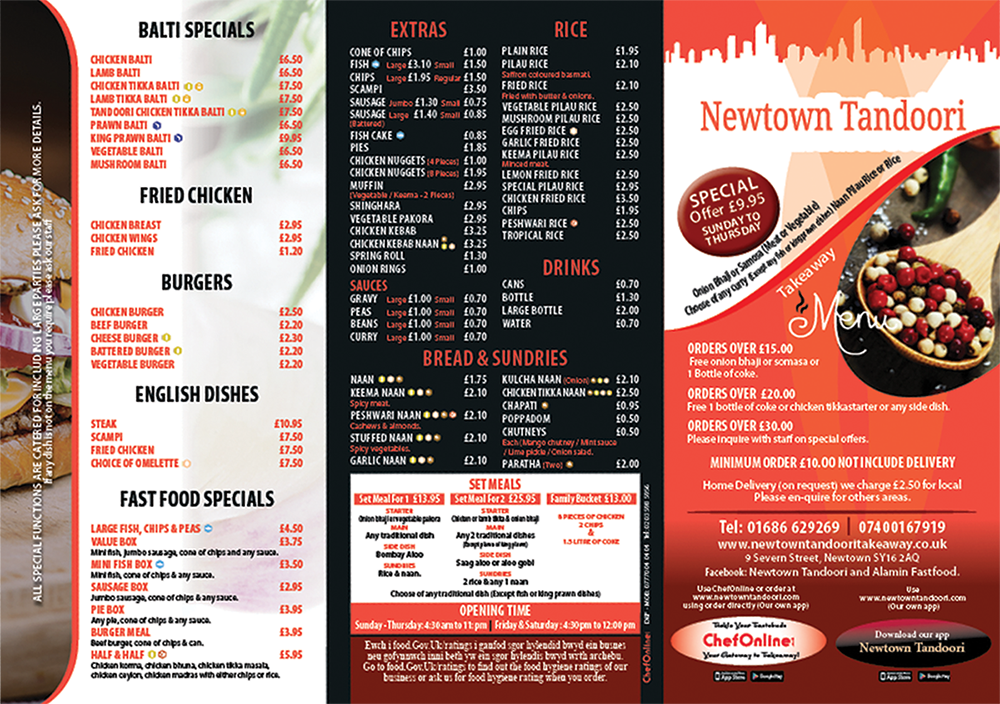 ALL SPECIAL FUNCTIONS ARE CATERED FOR INCLUDING LARGE PARTIES PLEASE ASK FOR MORE DETAILS.
If any dish is not on the menu you require please ask our staff
BALTI SPECIALS
CHICKEN BALTI £6.50
LAMB BALTI £6.50
CHICKEN TIKKA BALTI £7.50
LAMB TIKKA BALTI £7.50
TANDOORI CHICKEN TIKKA BALTI £7.50
PRAWN BALTI £6.50
KING PRAWN BALTI £9.95
VEGETABLE BALTI £6.50
MUSHROOM BALTI £6.50
FRIED CHICKEN
CHICKEN BREAST £2.95
CHICKEN WINGS £2.95
FRIED CHICKEN £1.20
BURGERS
CHICKEN BURGER £2.50
BEEF BURGER £2.20
CHEESE BURGER £2.30
BATTERED BURGER £2.20
VEGETABLE BURGER £2.20
ENGLISH DISHES
STEAK £10.95
SCAMPI £7.50
FRIED CHICKEN £7.50
CHOICE OF OMELETTE £7.50
FAST FOOD SPECIALS
LARGE FISH, CHIPS & PEAS £4.50
VALUE BOX £3.75
Mini fish, jumbo sausage, cone of chips and any sauce.
MINI FISH BOX £3.50
Mini fish, cone of chips & any sauce.
SAUSAGE BOX £2.95
Jumbo sausage, cone of chips & any sauce.
PIE BOX £3.95
Any pie, cone of chips & any sauce.
BURGER MEAL £3.95
Beef burger, cone of chips & can.
HALF & HALF £5.95
Chicken korma, chicken bhuna, chicken tikka masala,
chicken ceylon, chicken madras with either chips or rice.
EXTRAS
CONE OF CHIPS £1.00
FISH Large £3.10 Small £1.50
CHIPS Large £1.95 Regular £1.50
SCAMPI £3.50
SAUSAGE Jumbo £1.30 Small £0.75
SAUSAGE Large £1.40 Small £0.85
(Battered)
FISH CAKE £0.85
PIES £1.85
CHICKEN NUGGETS (4 Pieces) £1.00
CHICKEN NUGGETS (8 Pieces) £1.95
MUFFIN £2.95
(Vegetable / Keema - 2 Pieces)
SHINGHARA £2.95
VEGETABLE PAKORA £2.95
CHICKEN KEBAB £3.25
CHICKEN KEBAB NAAN £3.25
SPRING ROLL £1.30
ONION RINGS £1.00
SAUCES
GRAVY Large £1.00 Small £0.70
PEAS Large £1.00 Small £0.70
BEANS Large £1.00 Small £0.70
CURRY Large £1.00 Small £0.70
RICE
PLAIN RICE £1.95
PILAU RICE £2.10
Saffron coloured basmati.
FRIED RICE £2.10
Fried with butter & onions.
VEGETABLE PILAU RICE £2.50
MUSHROOM PILAU RICE £2.50
EGG FRIED RICE £2.50
GARLIC FRIED RICE £2.50
KEEMA PILAU RICE £2.50
Minced meat.
LEMON FRIED RICE £2.50
SPECIAL PILAU RICE £2.95
CHICKEN FRIED RICE £3.50
CHIPS £1.95
PESHWARI RICE £2.50
TROPICAL RICE £2.50
DRINKS
CANS £0.70
BOTTLE £1.30
LARGE BOTTLE £2.00
WATER £0.70
BREAD & SUNDRIES
NAAN £1.75
KEEMA NAAN £2.10
Spicy meat.
PESHWARI NAAN £2.10
Cashews & almonds.
STUFFED NAAN £2.10
Spicy vegetables.
GARLIC NAAN £2.10
KULCHA NAAN (Onion) £2.10
CHICKEN TIKKA NAAN £2.50
CHAPATI £0.95
POPPADOM £0.50
CHUTNEYS £0.50
Each (Mango chutney / Mint sauce
/ Lime pickle / Onion salad.
PARATHA (Two) £2.00
SET MEALS
Set Meal For 1 £13.95
STARTER
Onion bhaji or vegetable pakora
MAIN
Any traditional dish
SIDE DISH
Bombay Aloo
SUNDRIES
Rice & naan.
Set Meal For 2 £25.95
STARTER
Chicken or lamb tikka & onion bhaji
MAIN
Any 2 traditional dishes
(Except plawns or king plawns)
SIDE DISH
Saag aloo or aloo gobi
SUNDRIES
2 rice & any 1 naan
Family Bucket £13.00
6 PIECES OF CHICKEN
2 CHIPS
&
1.5 LITRE OF COKE
Choose of any traditional dish (Except fish or king prawn dishes)
OPENING TIME
Sunday - Thursday: 4:30 am to 11:pm | Friday & Saturday : 4:30pm to 12:00 pm
Ewch i food.Gov.Uk/ratings i ganfod sgor hylendid bwyd ein busnes
neu gofynnwch inni beth yw ein sgor hylendis bwyd wrth archebu.
Go to food.Gov.Uk/ratings to find out the food hygiene ratings of our
business or ask us for food hygiene rating when you order.
ChefOnline
Newtown Tandoori
SPECIAL
Offer £9.95
SUNDAY TO
THURSDAY
Onion Bhaji or Samosa (Meat or Vegetable)
Choose of any curry (Except any fish or king prawn dishes) Naan Pilau Rice or Rice
Takeaway
Menu
ORDERS OVER £15.00
Free onion bhaji or somasa or
1 Bottle of coke.
ORDERS OVER £20.00
Free 1 bottle of coke or chicken tikkastarter or any side dish.
ORDERS OVER £30.00
Please inquire with staff on special offers.
MINIMUM ORDER £10.00 NOT INCLUDE DELIVERY
Home Delivery (on request) we charge £2.50 for local
Please en-quire for others areas.
Tel: 01686 629269 | 07400167919
www.newtowntandooritakeaway.co.uk
9 Severn Street, Newtown SY16 2AQ
Facebook: Newtown Tandoori and Alamin Fastfood.
Use ChefOnline or order at
www.newtowntandoori.com
using order directly (Our own app)
Use
www.newtowntandoori.com
(Our own app)
Tickle Your Tastebuds
ChefOnline
Your Gateway to Takeaway!
App Store Google Play
Download our app
Newtown Tandoori
App Store Google Play